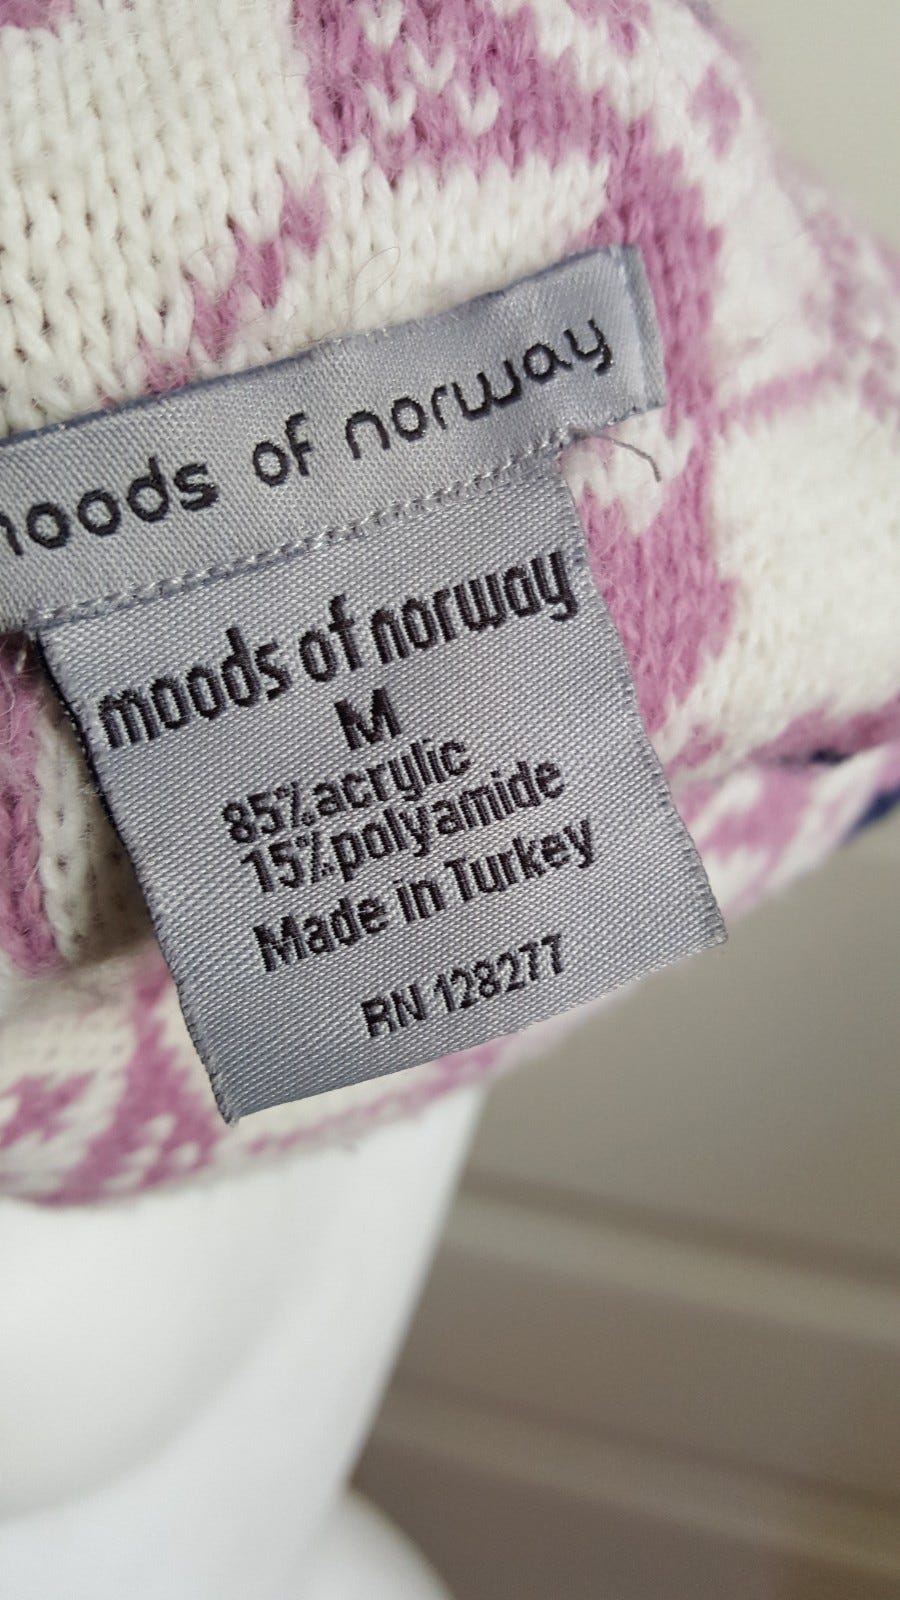 moods of norway
moods of norway
M
85%acrylic
15%polyamide
Made in Turkey
RN 128277